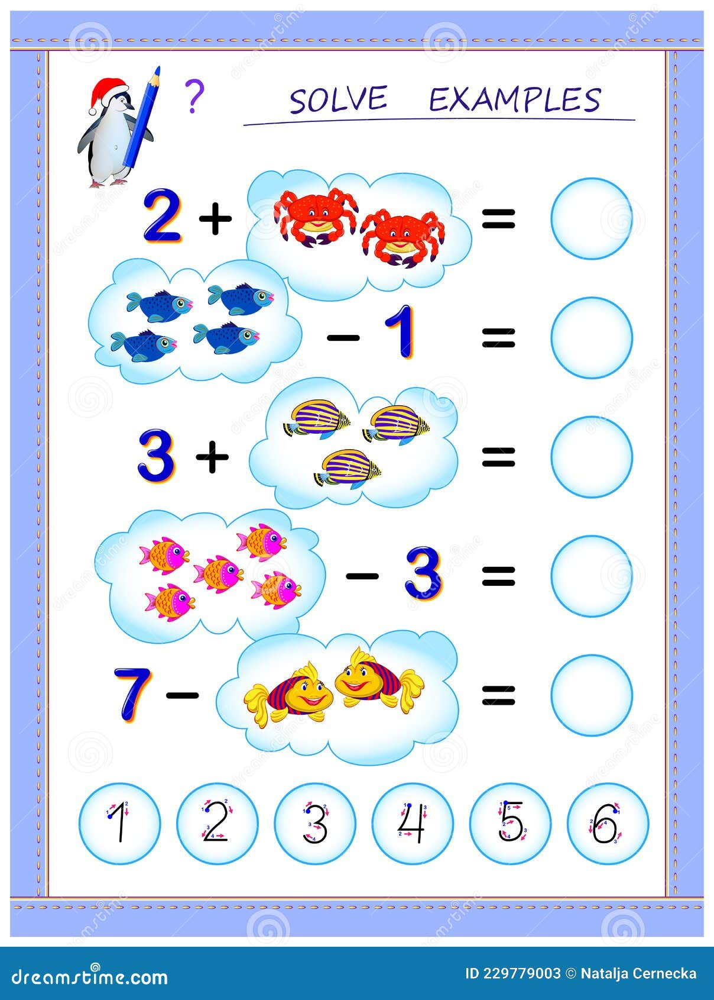 ? SOLVE EXAMPLES
2 + =
- 1 =
3 + =
- 3 =
7 - =
1 2 3 4 5 6
dreamstime.com
ID 229779003 © Natalja Cernecka